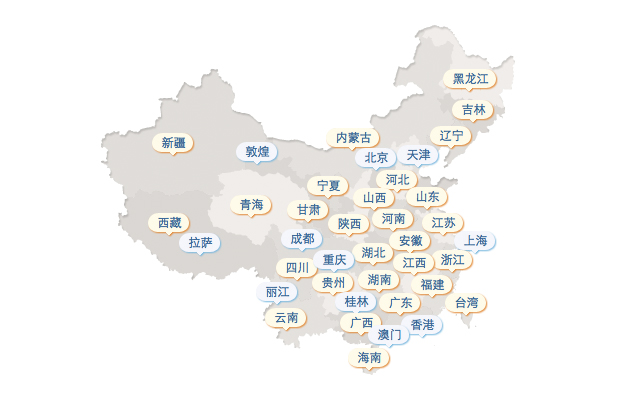 黑龙江
吉林
辽宁
内蒙古
新疆
敦煌
北京
天津
河北
宁夏
山西
山东
青海
甘肃
陕西
河南
江苏
西藏
拉萨
成都
安徽
上海
湖北
重庆
江西
浙江
四川
贵州
湖南
福建
丽江
桂林
广东
台湾
云南
广西
香港
澳门
海南